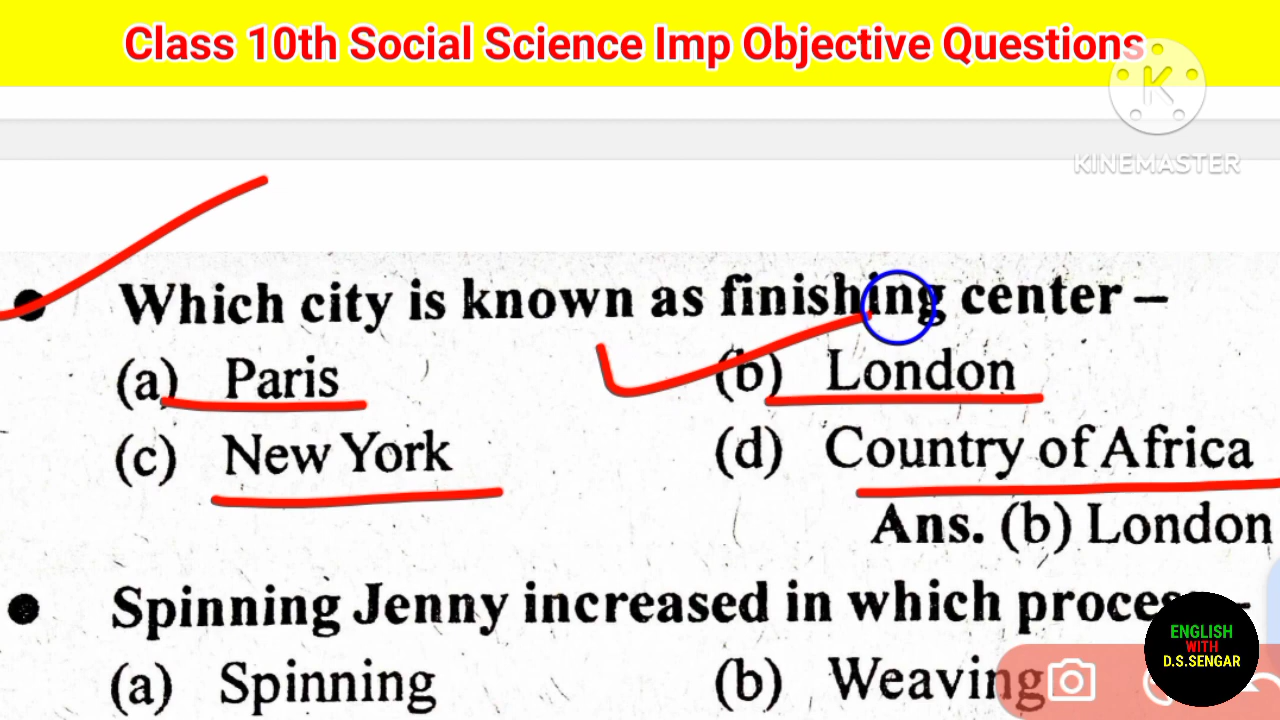 Class 10th Social Science Imp Objective Questions
KINEMASTER
Which city is known as finishing center –
(a) Paris (b) London
(c) New York (d) Country of Africa
Ans. (b) London
Spinning Jenny increased in which
ENGLISH
WITH
D.S.SENGAR
(a) Spinning (b) Weaving